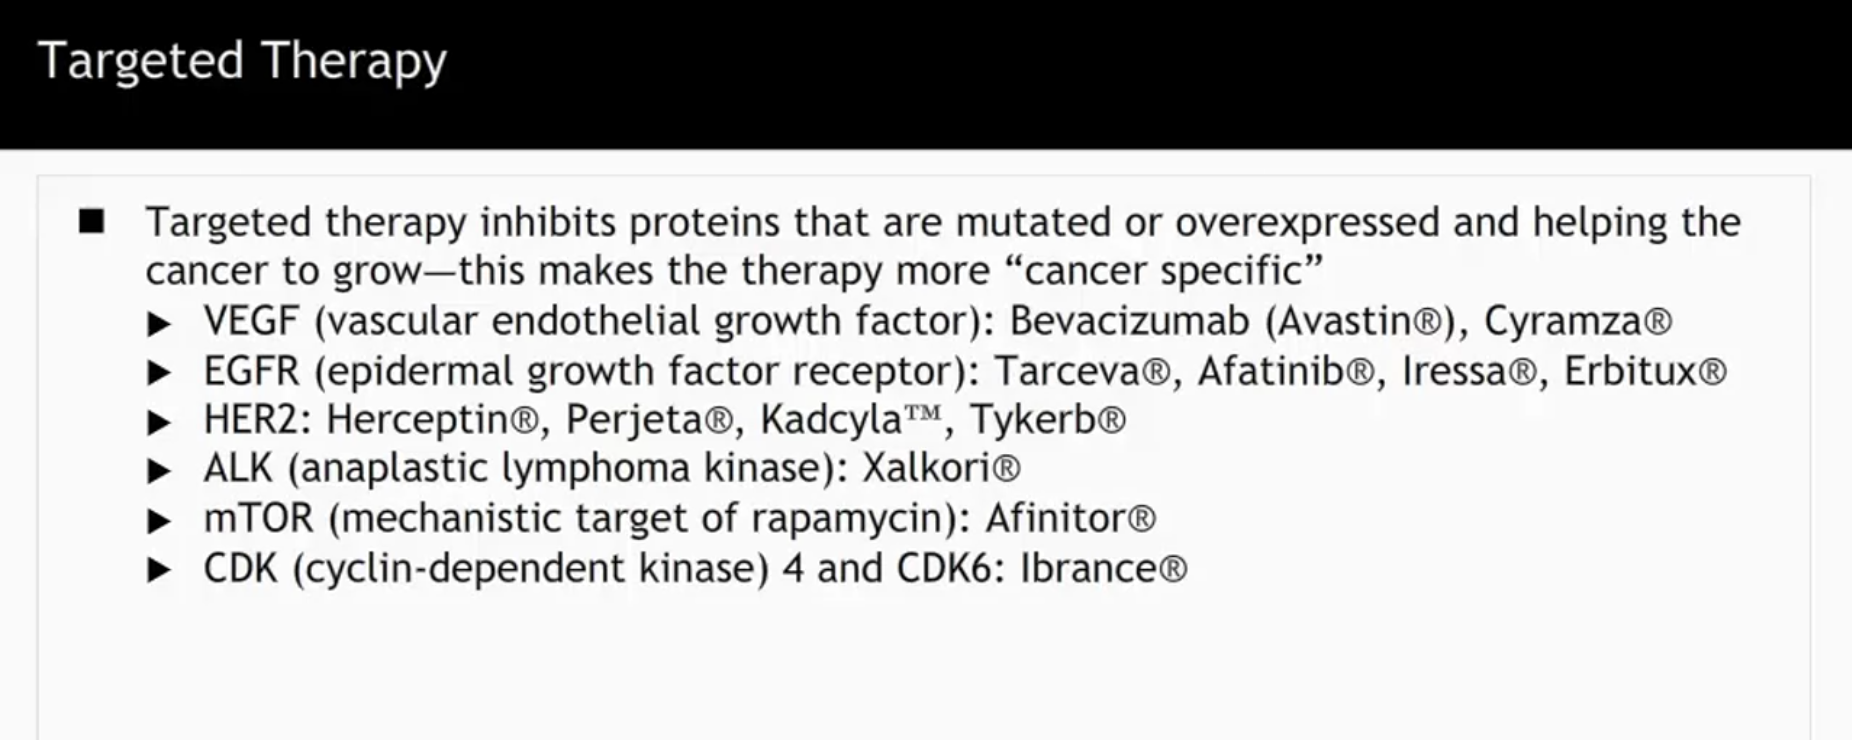 Targeted Therapy
■ Targeted therapy inhibits proteins that are mutated or overexpressed and helping the
cancer to grow—this makes the therapy more “cancer specific”
► VEGF (vascular endothelial growth factor): Bevacizumab (Avastin®), Cyramza®
► EGFR (epidermal growth factor receptor): Tarceva®, Afatinib®, Iressa®, Erbitux®
► HER2: Herceptin®, Perjeta®, Kadcyla™, Tykerb®
► ALK (anaplastic lymphoma kinase): Xalkori®
► mTOR (mechanistic target of rapamycin): Afinitor®
► CDK (cyclin-dependent kinase) 4 and CDK6: Ibrance®